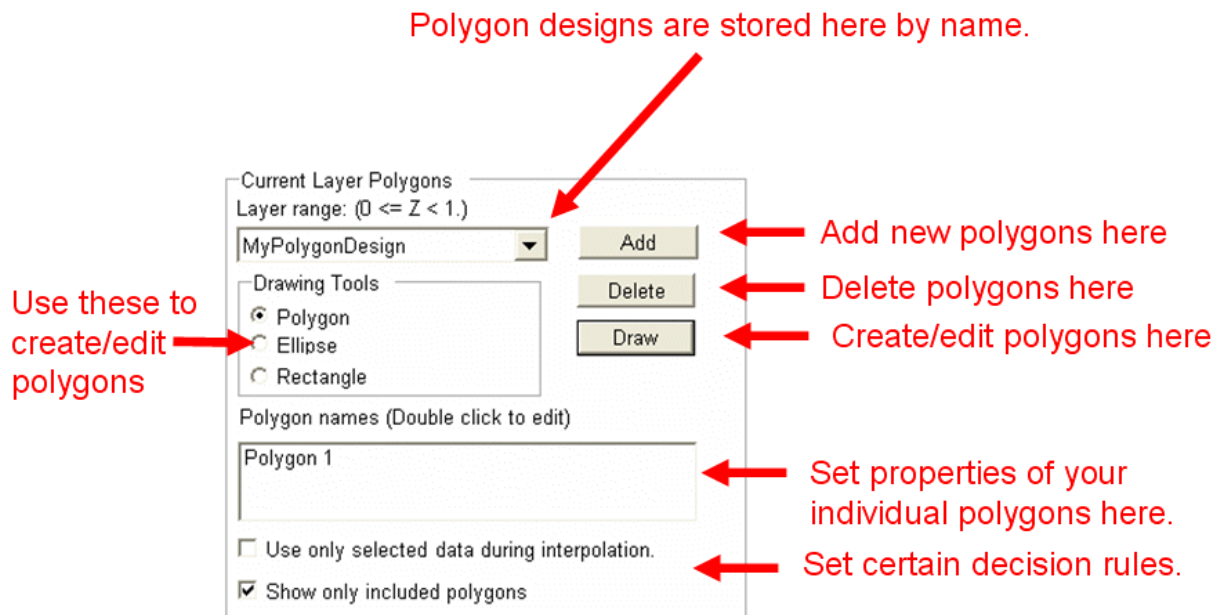 Polygon designs are stored here by name.
Current Layer Polygons
Layer range: (0 <= Z < 1.)
MyPolygonDesign
Add
Add new polygons here
Drawing Tools
Delete
Delete polygons here
Use these to
create/edit
polygons
Polygon
Ellipse
Rectangle
Draw
Create/edit polygons here
Polygon names (Double click to edit)
Polygon 1
Set properties of your
individual polygons here.
Use only selected data during interpolation.
Set certain decision rules.
Show only included polygons